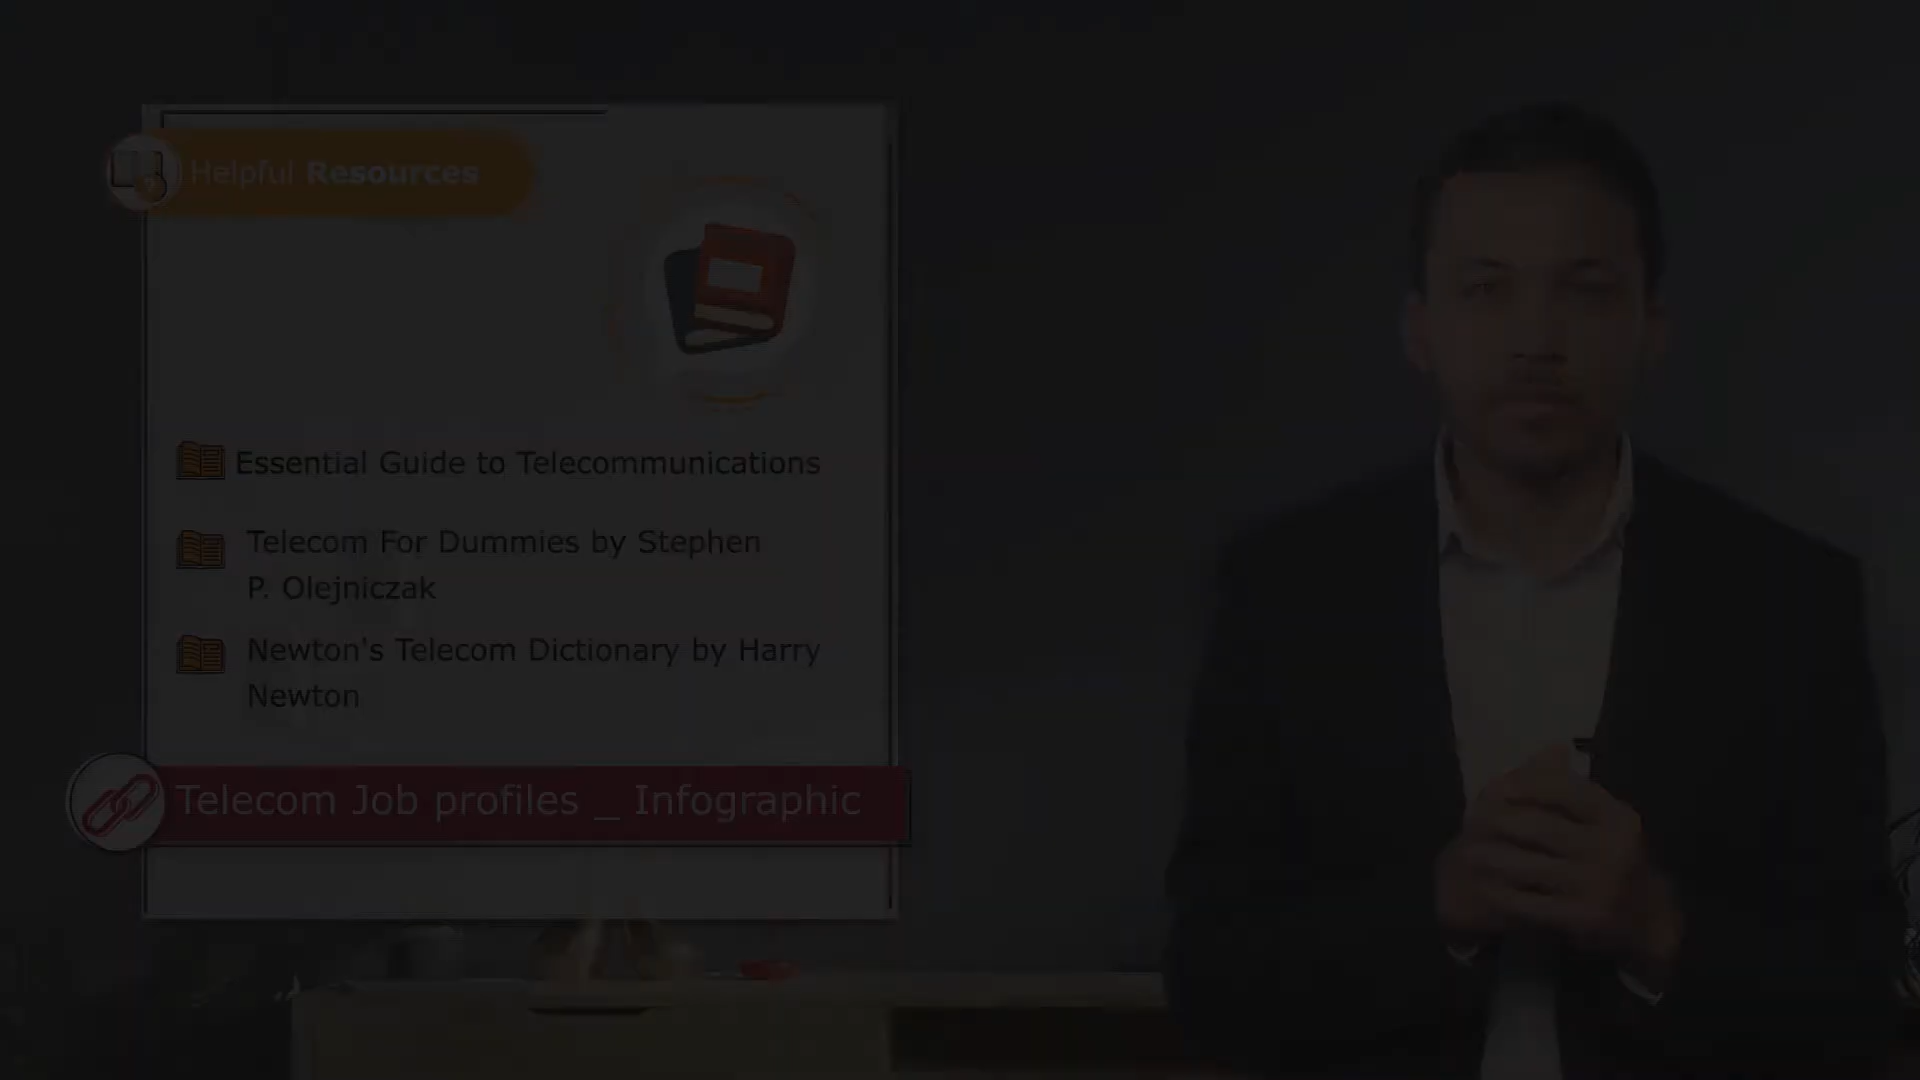 Helpful Resources
Essential Guide to Telecommunications
Telecom For Dummies by Stephen
P. Olejniczak
Newton's Telecom Dictionary by Harry
Newton
Telecom Job profiles _ Infographic